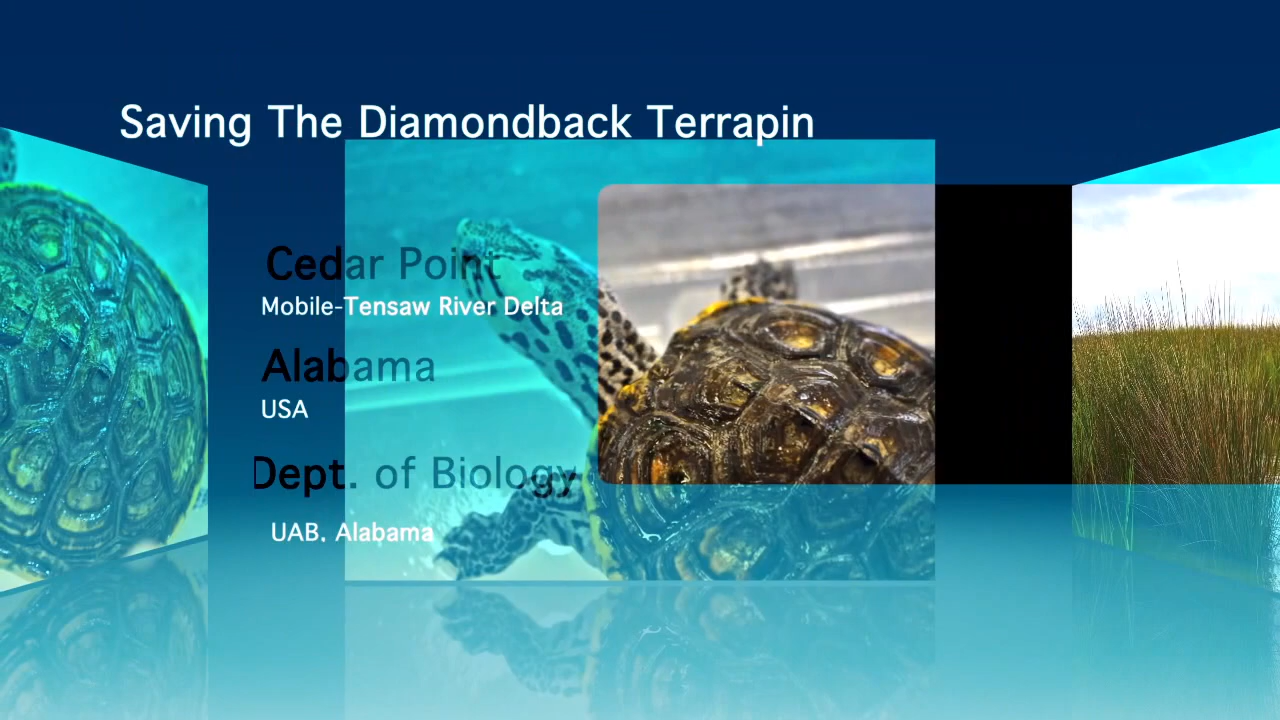 Saving The Diamondback Terrapin
Cedar Point
Mobile-Tensaw River Delta
Alabama
USA
Dept. of Biology
UAB. Alabama